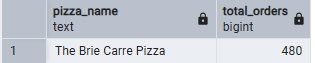 pizza_name total_orders
text bigint
1 The Brie Carre Pizza 480